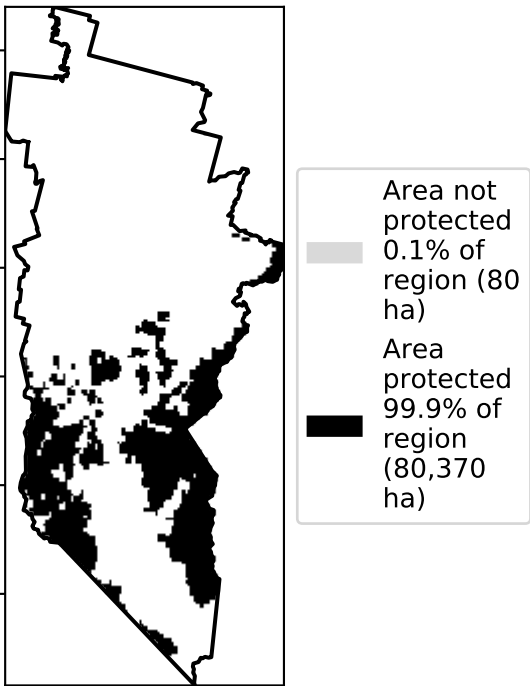 Area not
protected
0.1% of
region (80
ha)
Area
protected
99.9% of
region
(80,370
ha)